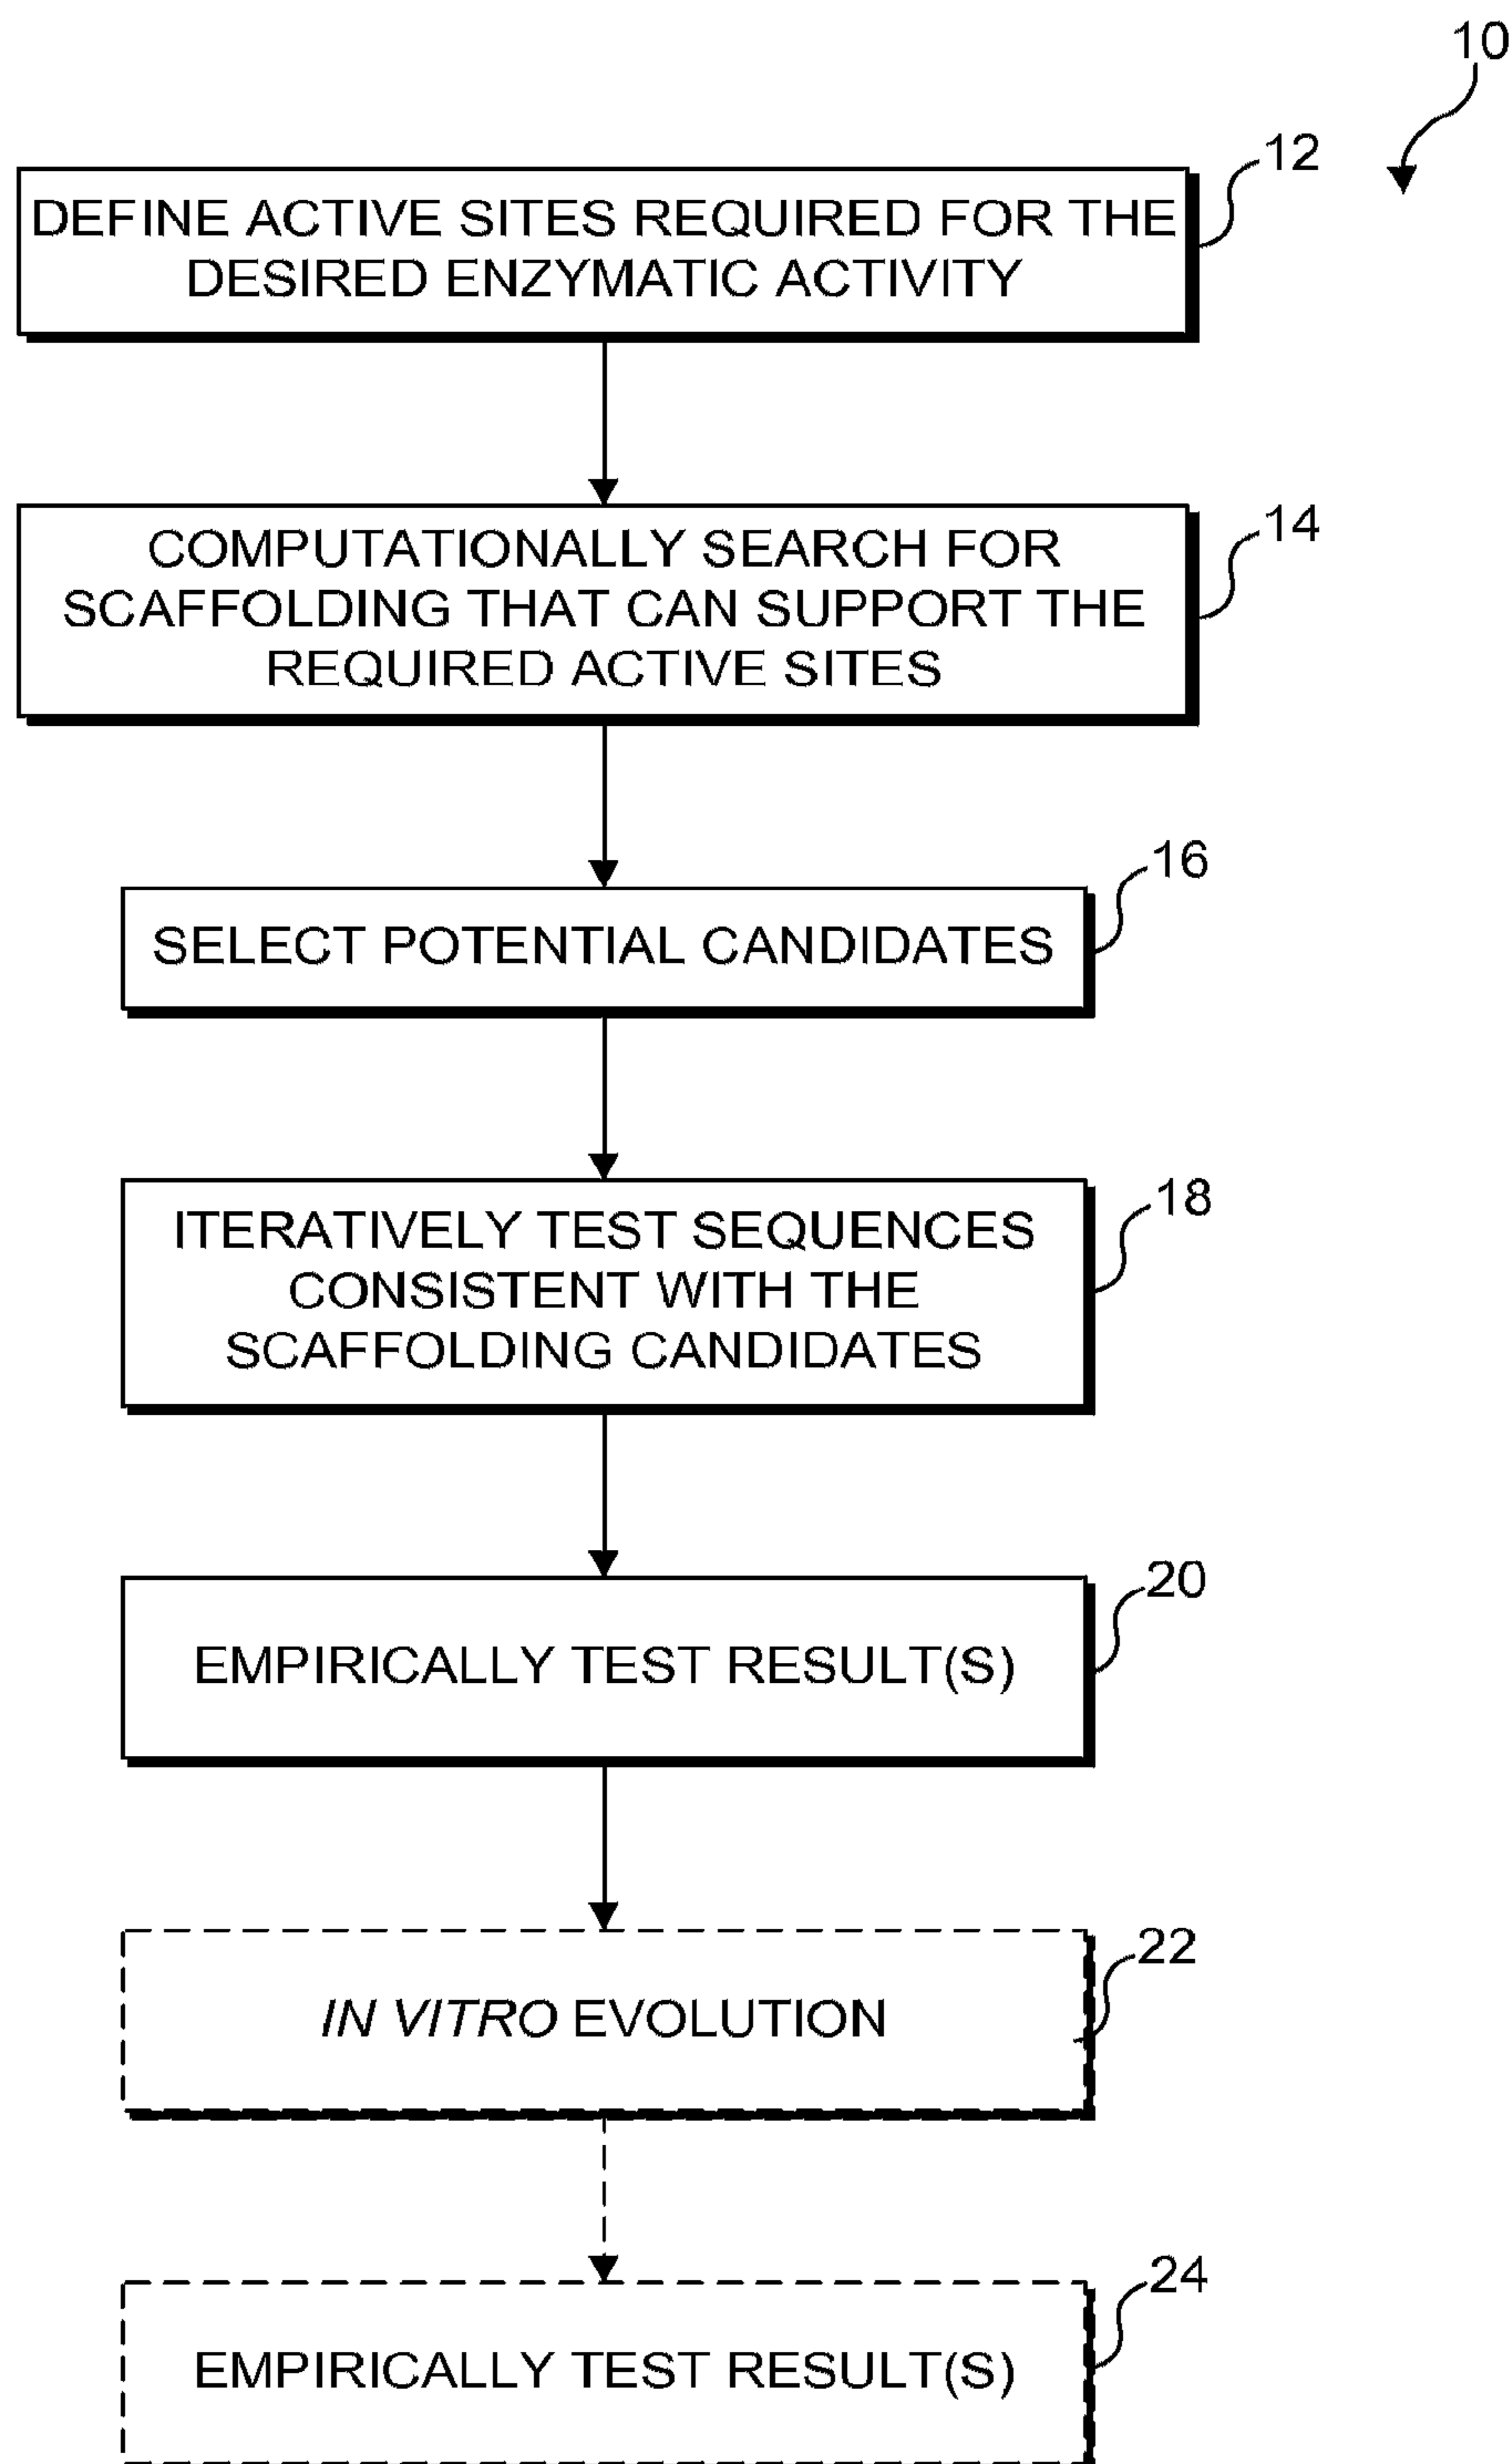 10
12
DEFINE ACTIVE SITES REQUIRED FOR THE
DESIRED ENZYMATIC ACTIVITY
14
COMPUTATIONALLY SEARCH FOR
SCAFFOLDING THAT CAN SUPPORT THE
REQUIRED ACTIVE SITES
16
SELECT POTENTIAL CANDIDATES
18
ITERATIVELY TEST SEQUENCES
CONSISTENT WITH THE
SCAFFOLDING CANDIDATES
20
EMPIRICALLY TEST RESULT(S)
22
IN VITRO EVOLUTION
24
EMPIRICALLY TEST RESULT(S)